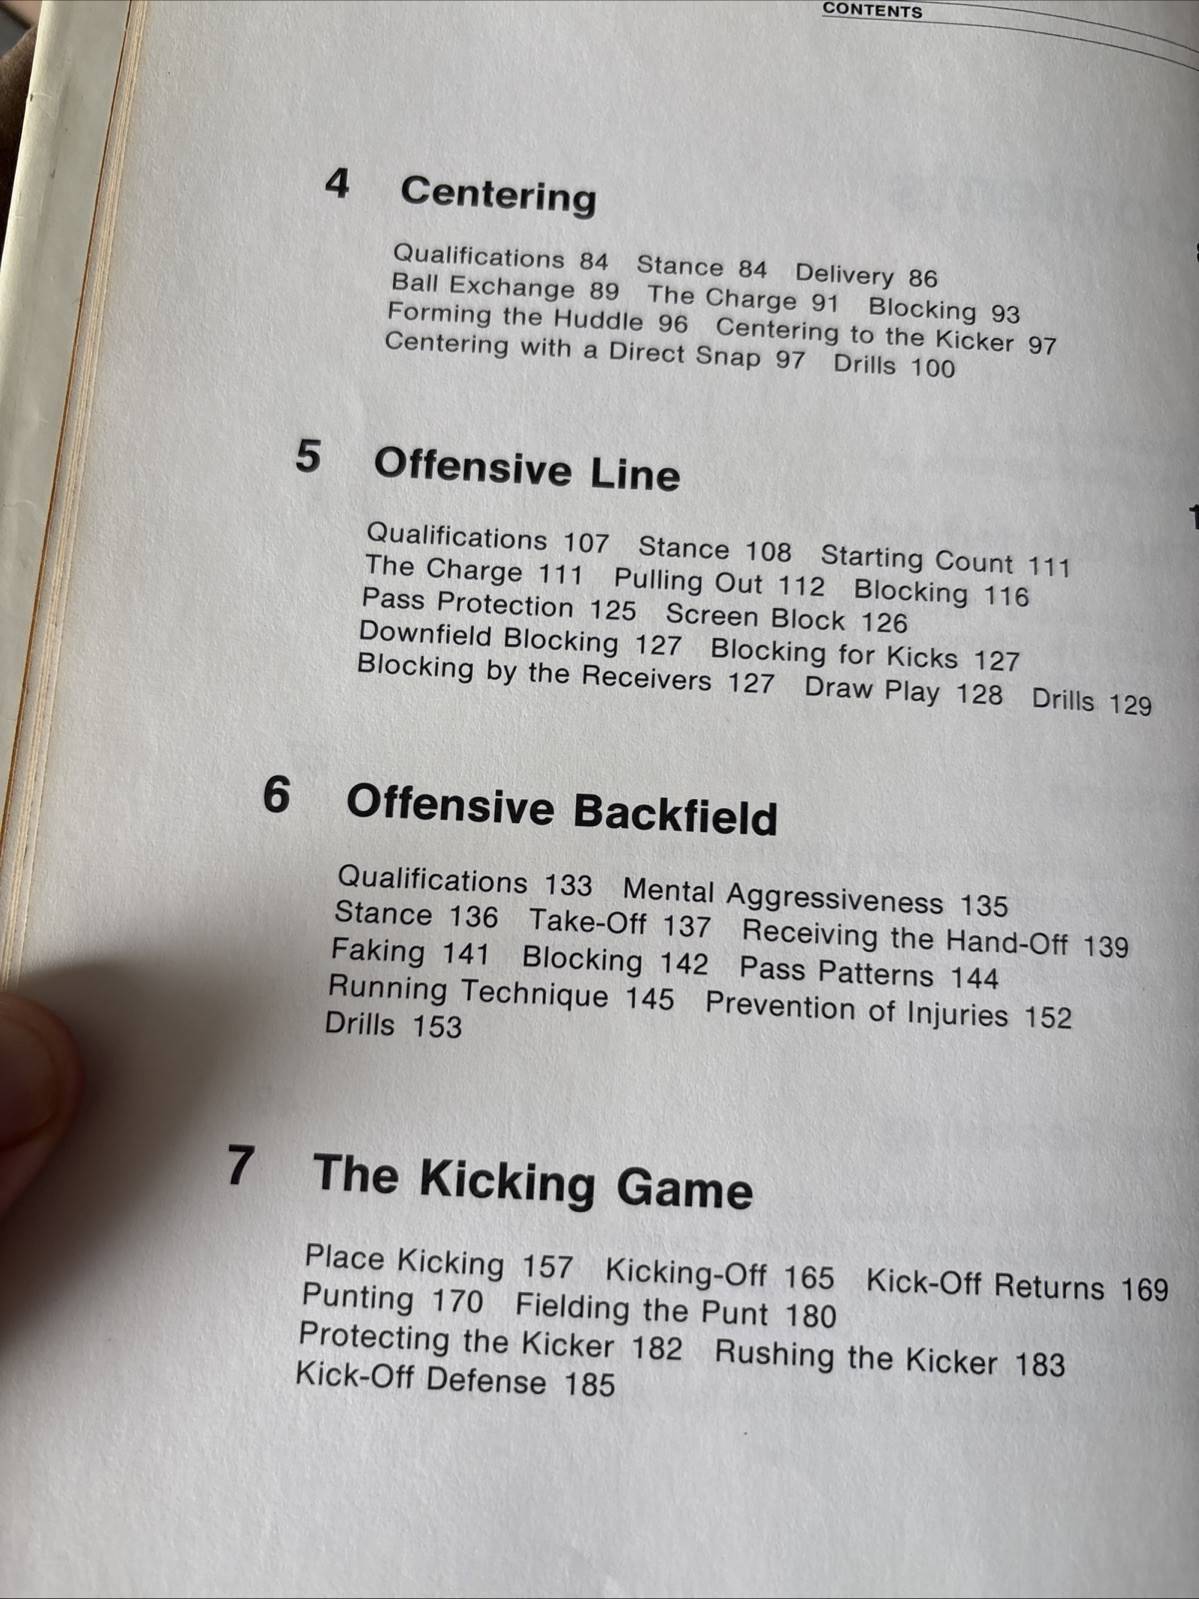 CONTENTS
4 Centering
Qualifications 84 Stance 84 Delivery 86
Ball Exchange 89 The Charge 91 Blocking 93
Forming the Huddle 96 Centering to the Kicker 97
Centering with a Direct Snap 97 Drills 100
5 Offensive Line
Qualifications 107 Stance 108 Starting Count 111
The Charge 111 Pulling Out 112 Blocking 116
Pass Protection 125 Screen Block 126
Downfield Blocking 127 Blocking for Kicks 127
Blocking by the Receivers 127 Draw Play 128 Drills 129
6 Offensive Backfield
Qualifications 133 Mental Aggressiveness 135
Stance 136 Take-Off 137 Receiving the Hand-Off 139
Faking 141 Blocking 142 Pass Patterns 144
Running Technique 145 Prevention of Injuries 152
Drills 153
7 The Kicking Game
Place Kicking 157 Kicking-Off 165 Kick-Off Returns 169
Punting 170 Fielding the Punt 180
Protecting the Kicker 182 Rushing the Kicker 183
Kick-Off Defense 185